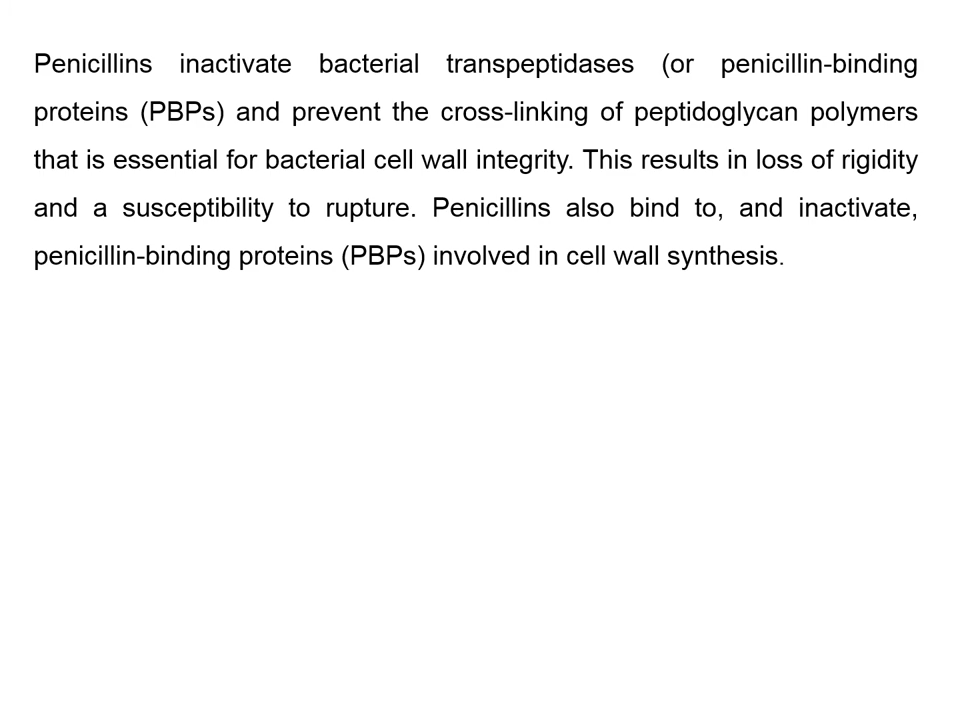 Penicillins inactivate bacterial transpeptidases (or penicillin-binding
proteins (PBPs) and prevent the cross-linking of peptidoglycan polymers
that is essential for bacterial cell wall integrity. This results in loss of rigidity
and a susceptibility to rupture. Penicillins also bind to, and inactivate,
penicillin-binding proteins (PBPs) involved in cell wall synthesis.